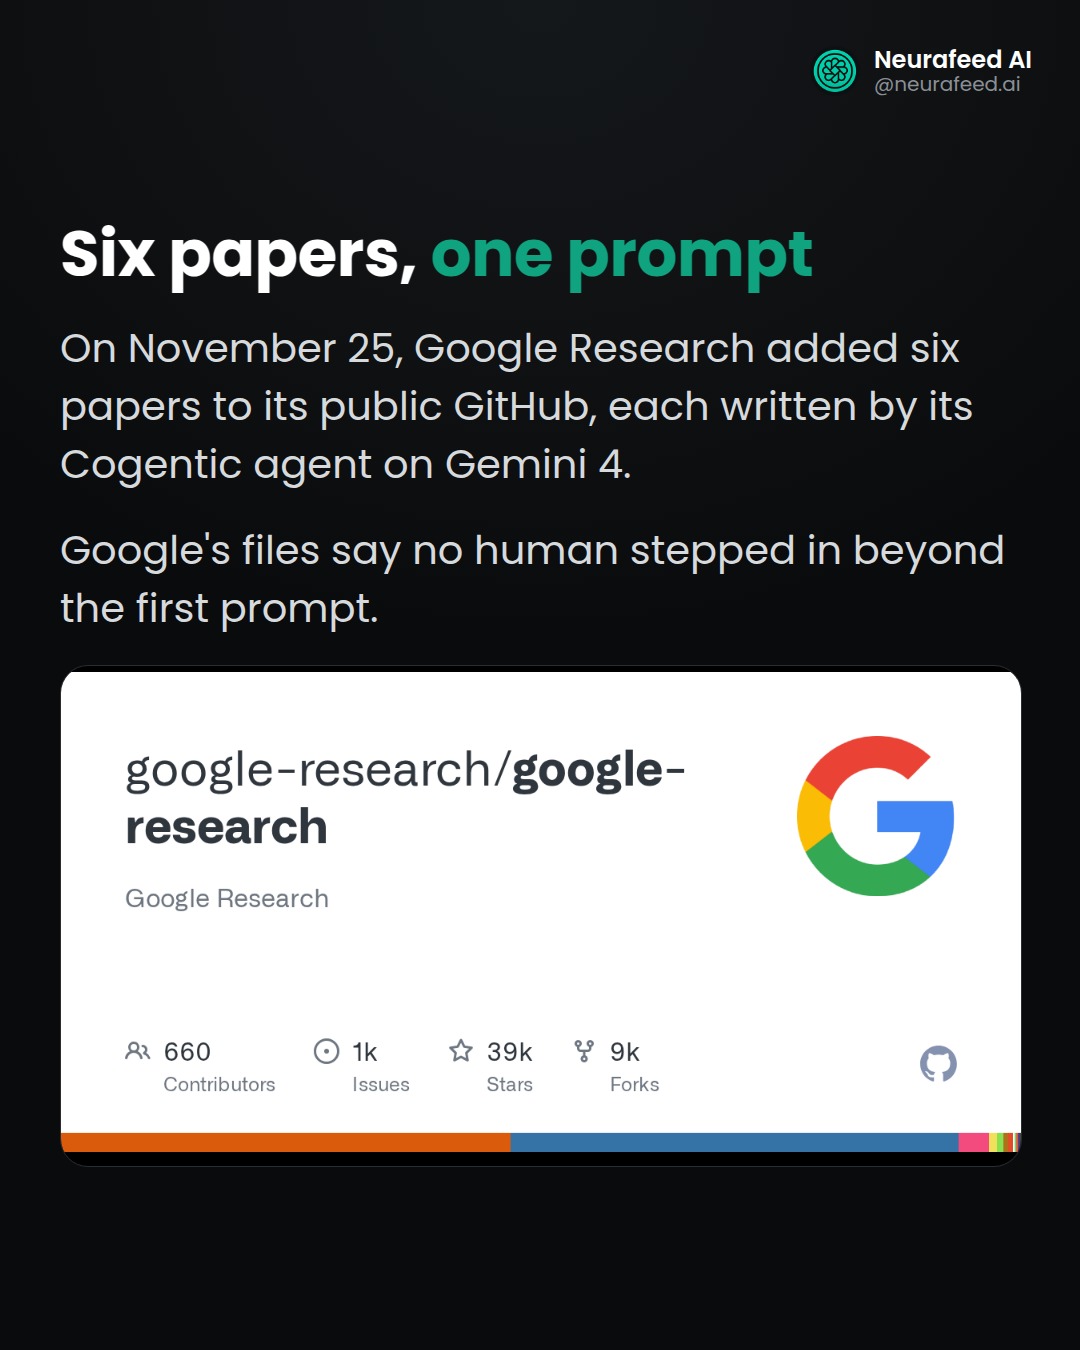 Neurafeed AI
@neurafeed.ai
Six papers, one prompt
On November 25, Google Research added six
papers to its public GitHub, each written by its
Cogentic agent on Gemini 4.
Google's files say no human stepped in beyond
the first prompt.
google-research/google-
research
Google Research
660
Contributors
1k
Issues
39k
Stars
9k
Forks